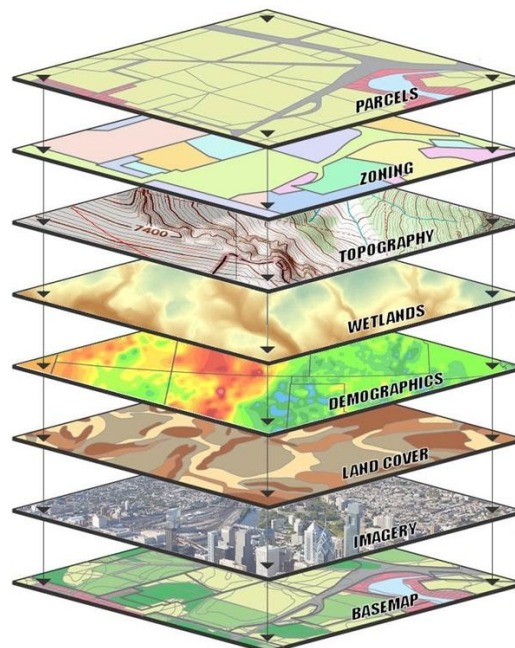 PARCELS
ZONING
7400
TOPOGRAPHY
WETLANDS
DEMOGRAPHICS
LAND COVER
IMAGERY
BASEMAP